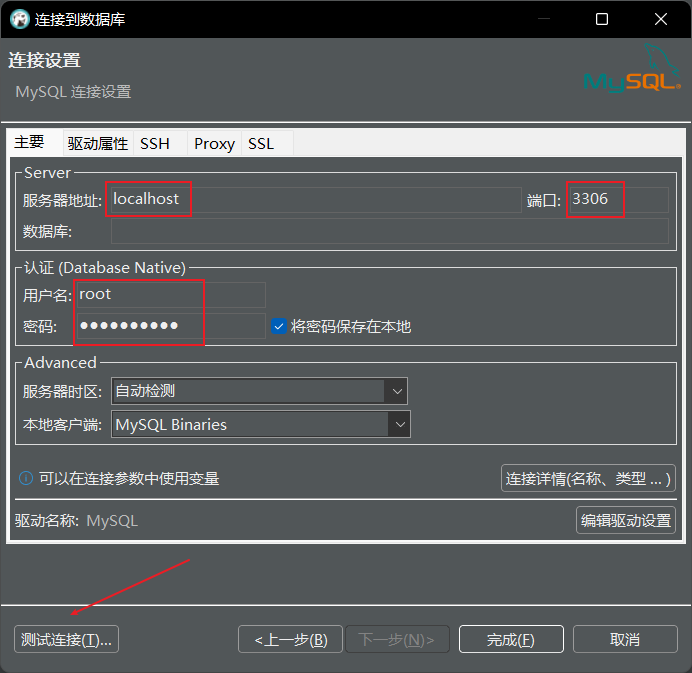 连接到数据库
连接设置
MySQL 连接设置
MySQL
主要 驱动属性 SSH Proxy SSL
Server
服务器地址: localhost 端口: 3306
数据库:
认证 (Database Native)
用户名: root
密码: ●●●●●●●●●● 将密码保存在本地
Advanced
服务器时区: 自动检测
本地客户端: MySQL Binaries
可以在连接参数中使用变量 连接详情(名称、类型 ... )
驱动名称: MySQL 编辑驱动设置
测试连接(T)... <上一步(B) 下一步(N)> 完成(F) 取消